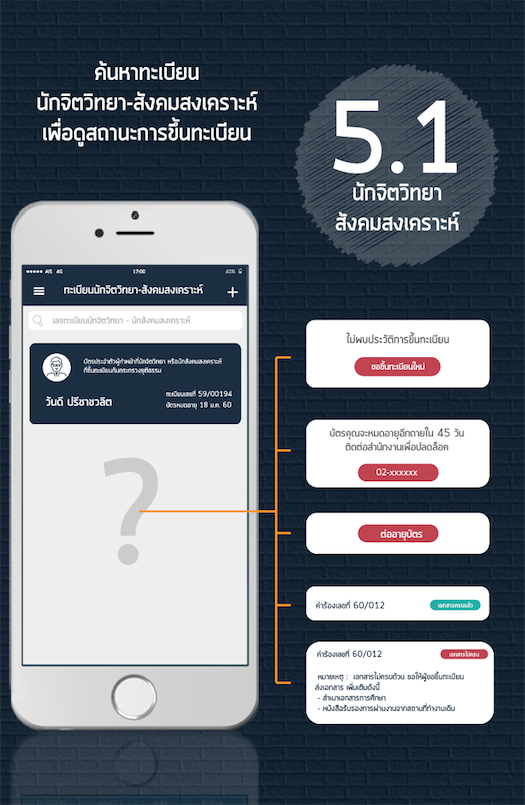 ค้นหาทะเบียน
นักจิตวิทยา-สังคมสงเคราะห์
เพื่อดูสถานะการขึ้นทะเบียน
5.1
นักจิตวิทยา
สังคมสงเคราะห์
AIS 4G 17:00 40%
ทะเบียนนักจิตวิทยา-สังคมสงเคราะห์ +
เลขทะเบียนนักจิตวิทยา - นักสังคมสงเคราะห์
บัตรประจำตัวผู้ทำหน้าที่นักจิตวิทยา หรือนักสังคมสงเคราะห์
ที่ขึ้นทะเบียนกับกระทรวงยุติธรรม
วันดี ปรีชาชวลิต
ทะเบียนเลขที่ 59/00194
บัตรหมดอายุ 18 ม.ค. 60
?
ไม่พบประวัติการขึ้นทะเบียน
ขอขึ้นทะเบียนใหม่
บัตรคุณจะหมดอายุอีกภายใน 45 วัน
ติดต่อสำนักงานเพื่อปลดล็อค
02-xxxxxx
ต่ออายุบัตร
คำร้องเลขที่ 60/012 เอกสารครบแล้ว
คำร้องเลขที่ 60/012 เอกสารไม่ครบ
หมายเหตุ : เอกสารไม่ครบถ้วน ขอให้ผู้ขอขึ้นทะเบียน
ส่งเอกสาร เพิ่มเติมดังนี้
- สำเนาเอกสารการศึกษา
- หนังสือรับรองการผ่านงานจากสถานที่ทำงานเดิม